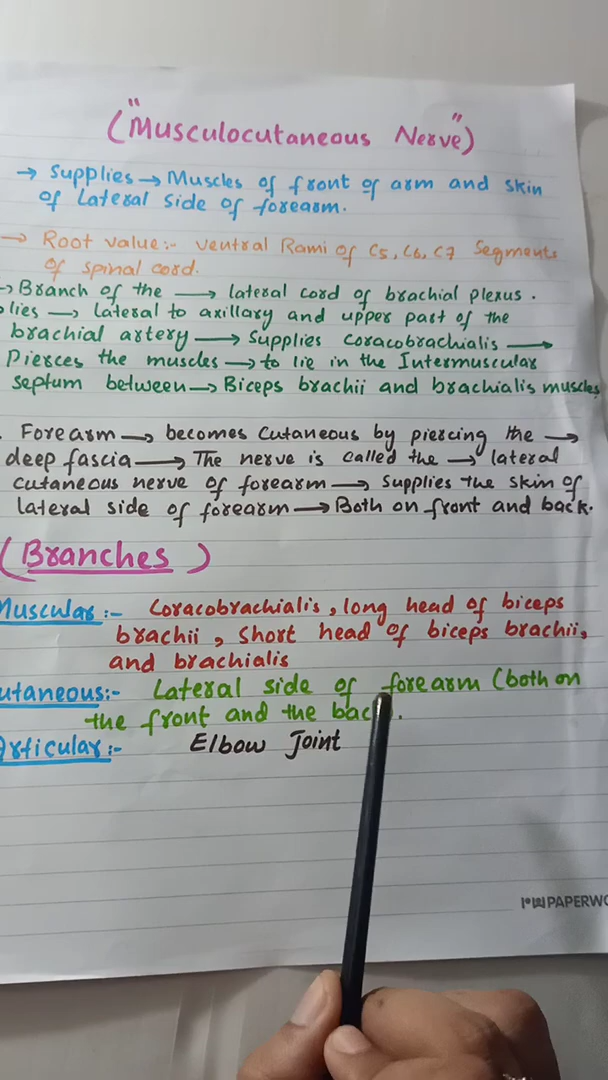 ("Musculocutaneous Nerve")
→ Supplies → Muscles of front of arm and skin
of Lateral side of forearm.
→ Root value:- ventral Rami of C5, C6, C7 Segments
of spinal cord.
→ Branch of the → lateral cord of brachial plexus.
lies → lateral to axillary and upper part of the
brachial artery → Supplies coracobrachialis →
Pierces the muscles → to lie in the Intermuscular
septum between → Biceps brachii and brachialis muscles
Forearm → becomes cutaneous by piercing the →
deep fascia → The nerve is called the → lateral
cutaneous nerve of forearm → Supplies the skin of
lateral side of forearm → Both on front and back.
(Branches)
Muscular:- Coracobrachialis, long head of biceps
brachii, Short head of biceps brachii,
and brachialis
utaneous:- Lateral side of forearm (both on
the front and the back.
Articular:- Elbow Joint
PAPERWO